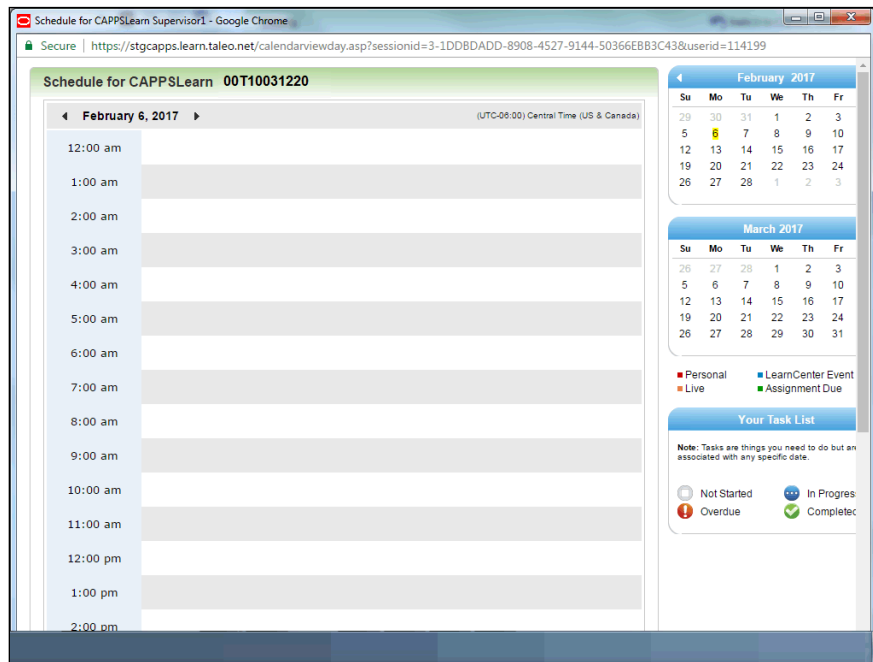 Schedule for CAPPSLearn Supervisor1 - Google Chrome
Secure | https://stgcapps.learn.taleo.net/calendarviewday.asp?sessionid=3-1DDBDADD-8908-4527-9144-50366EBB3C43&userid=114199
Schedule for CAPPSLearn 00T10031220
February 6, 2017
(UTC-06:00) Central Time (US & Canada)
12:00 am
1:00 am
2:00 am
3:00 am
4:00 am
5:00 am
6:00 am
7:00 am
8:00 am
9:00 am
10:00 am
11:00 am
12:00 pm
1:00 pm
2:00 pm
February 2017
Su Mo Tu We Th Fr
29 30 31 1 2 3
5 6 7 8 9 10
12 13 14 15 16 17
19 20 21 22 23 24
26 27 28 1 2 3
March 2017
Su Mo Tu We Th Fr
26 27 28 1 2 3
5 6 7 8 9 10
12 13 14 15 16 17
19 20 21 22 23 24
26 27 28 29 30 31
Personal LearnCenter Event
Live Assignment Due
Your Task List
Note: Tasks are things you need to do but are
associated with any specific date.
Not Started In Progres
Overdue Completed